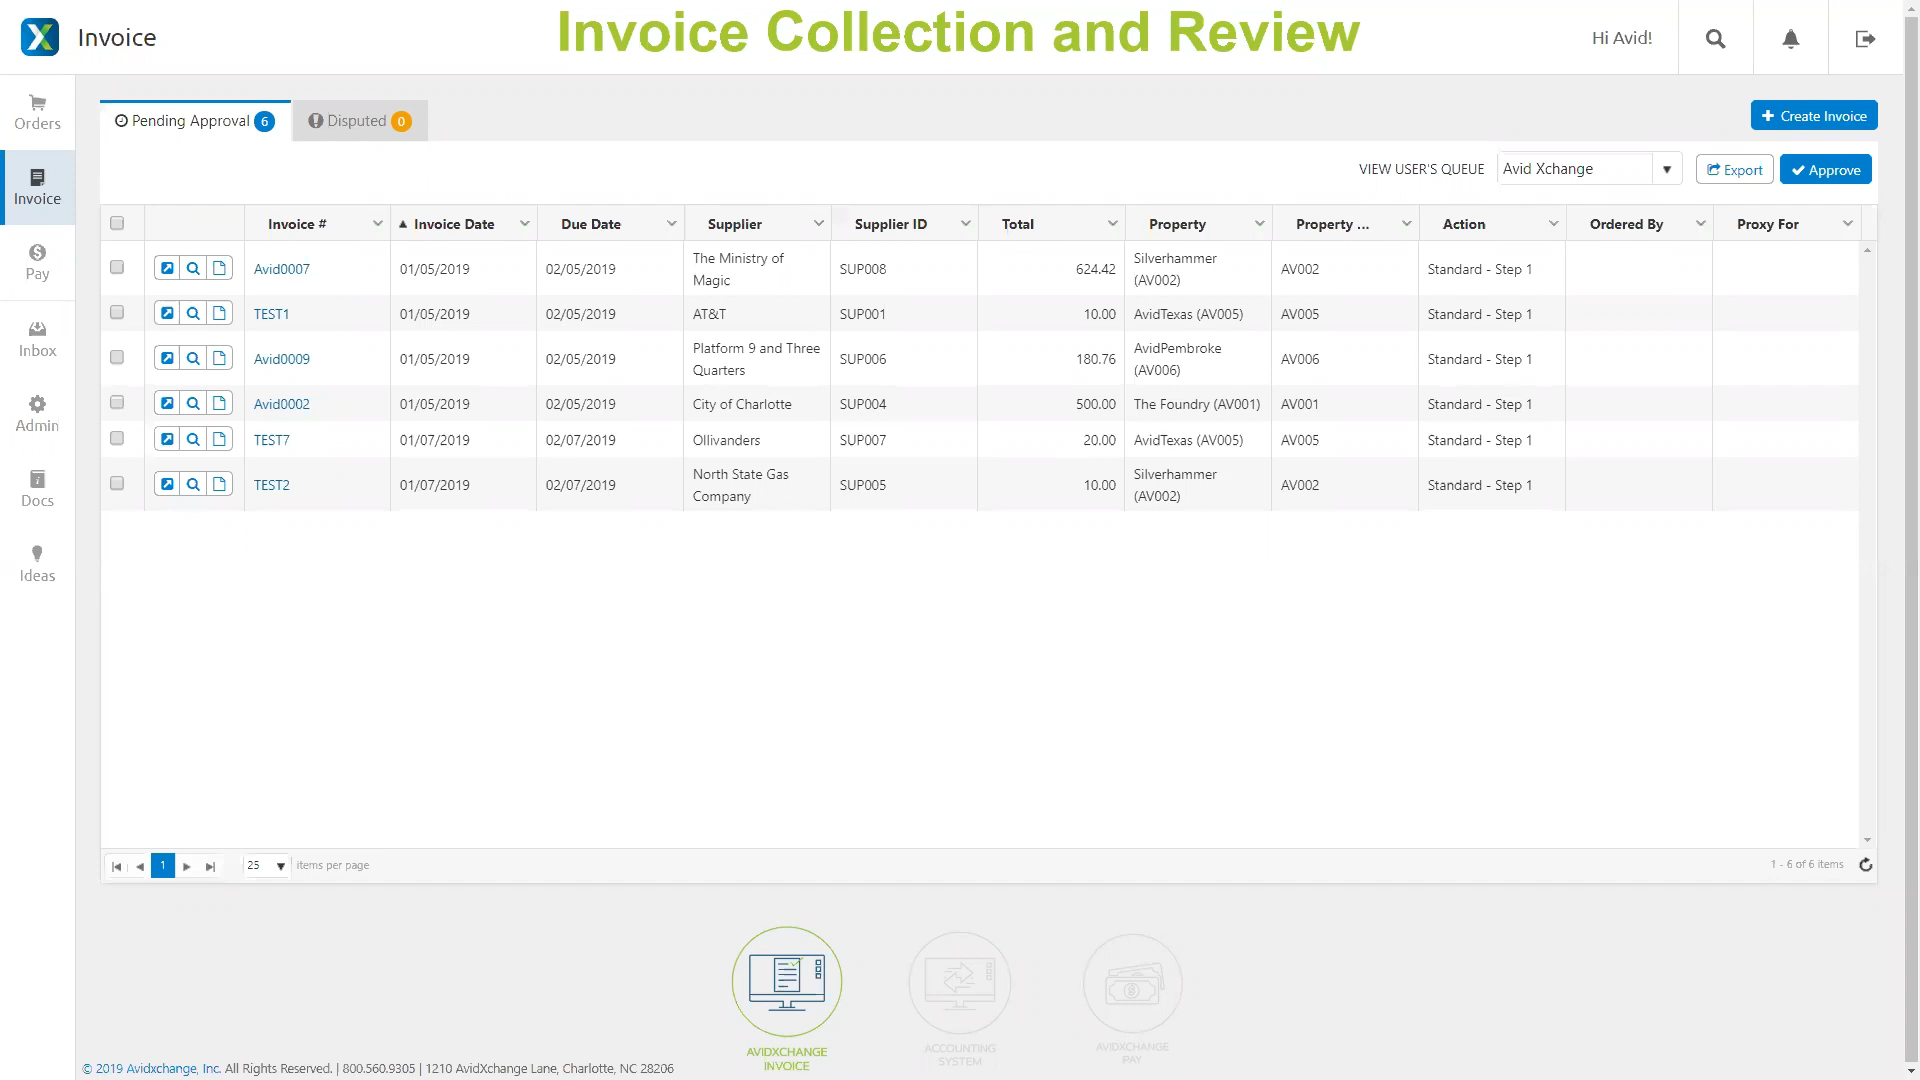 Invoice
Invoice Collection and Review
Hi Avid!
Orders
Invoice
Pay
Inbox
Admin
Docs
Ideas
Pending Approval 6
Disputed 0
+ Create Invoice
VIEW USER'S QUEUE
Avid Xchange
Export
Approve
Invoice # Invoice Date Due Date Supplier Supplier ID Total Property Property ... Action Ordered By Proxy For
Avid0007 01/05/2019 02/05/2019 The Ministry of Magic SUP008 624.42 Silverhammer (AV002) AV002 Standard - Step 1
TEST1 01/05/2019 02/05/2019 AT&T SUP001 10.00 AvidTexas (AV005) AV005 Standard - Step 1
Avid0009 01/05/2019 02/05/2019 Platform 9 and Three Quarters SUP006 180.76 AvidPembroke (AV006) AV006 Standard - Step 1
Avid0002 01/05/2019 02/05/2019 City of Charlotte SUP004 500.00 The Foundry (AV001) AV001 Standard - Step 1
TEST7 01/07/2019 02/07/2019 Ollivanders SUP007 20.00 AvidTexas (AV005) AV005 Standard - Step 1
TEST2 01/07/2019 02/07/2019 North State Gas Company SUP005 10.00 Silverhammer (AV002) AV002 Standard - Step 1
1
25
items per page
1 - 6 of 6 items
AVIDXCHANGE
INVOICE
ACCOUNTING
SYSTEM
AVIDXCHANGE
PAY
© 2019 Avidxchange, Inc. All Rights Reserved. | 800.560.9305 | 1210 AvidXchange Lane, Charlotte, NC 28206